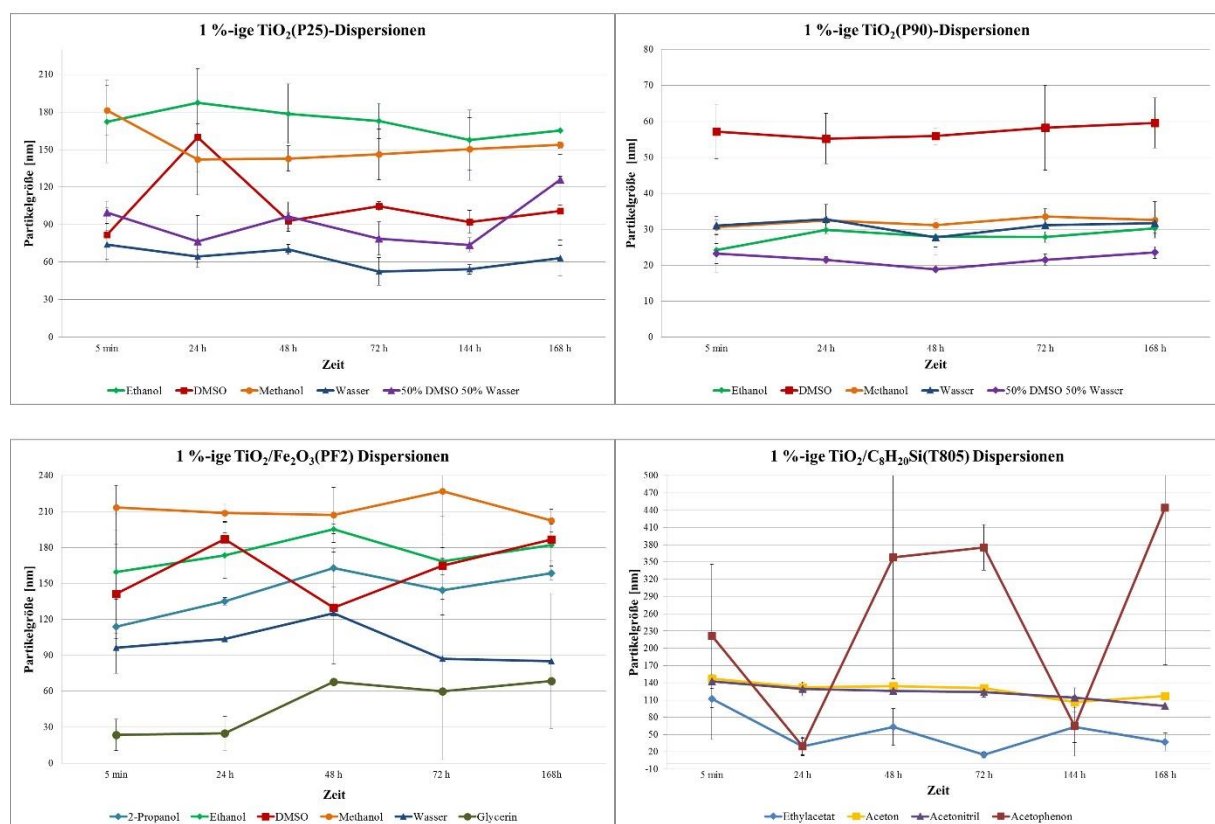 1 %-ige TiO₂(P25)-Dispersionen
Partikelgröße [nm]
210
180
150
120
90
60
30
0
5 min 24 h 48 h 72 h 144 h 168 h
Zeit
Ethanol DMSO Methanol Wasser 50% DMSO 50% Wasser
1 %-ige TiO₂(P90)-Dispersionen
Partikelgröße [nm]
80
70
60
50
40
30
20
10
0
5 min 24 h 48 h 72 h 168 h
Zeit
Ethanol DMSO Methanol Wasser 50% DMSO 50% Wasser
1 %-ige TiO₂/Fe₂O₃(PF2) Dispersionen
Partikelgröße [nm]
240
210
180
150
120
90
60
30
0
5 min 24 h 48 h 72 h 168h
Zeit
2-Propanol Ethanol DMSO Methanol Wasser Glycerin
1 %-ige TiO₂/C₈H₂₀Si(T805) Dispersionen
Partikelgröße [nm]
500
470
440
410
380
350
320
290
260
230
200
170
140
110
80
50
20
-10
5 min 24 h 48 h 72 h 144 h 168 h
Zeit
Ethylacetat Aceton Acetonitril Acetophenon